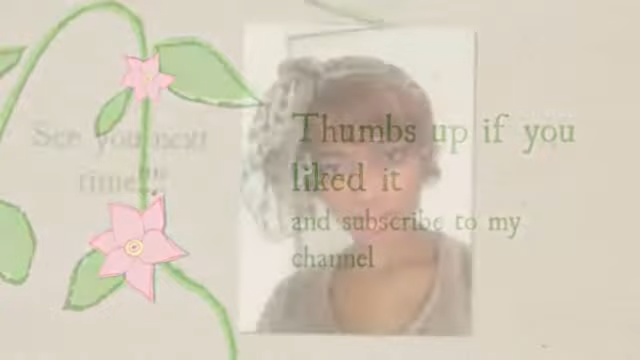 See you next
time!!!
Thumbs up if you
liked it
and subscribe to my
channel